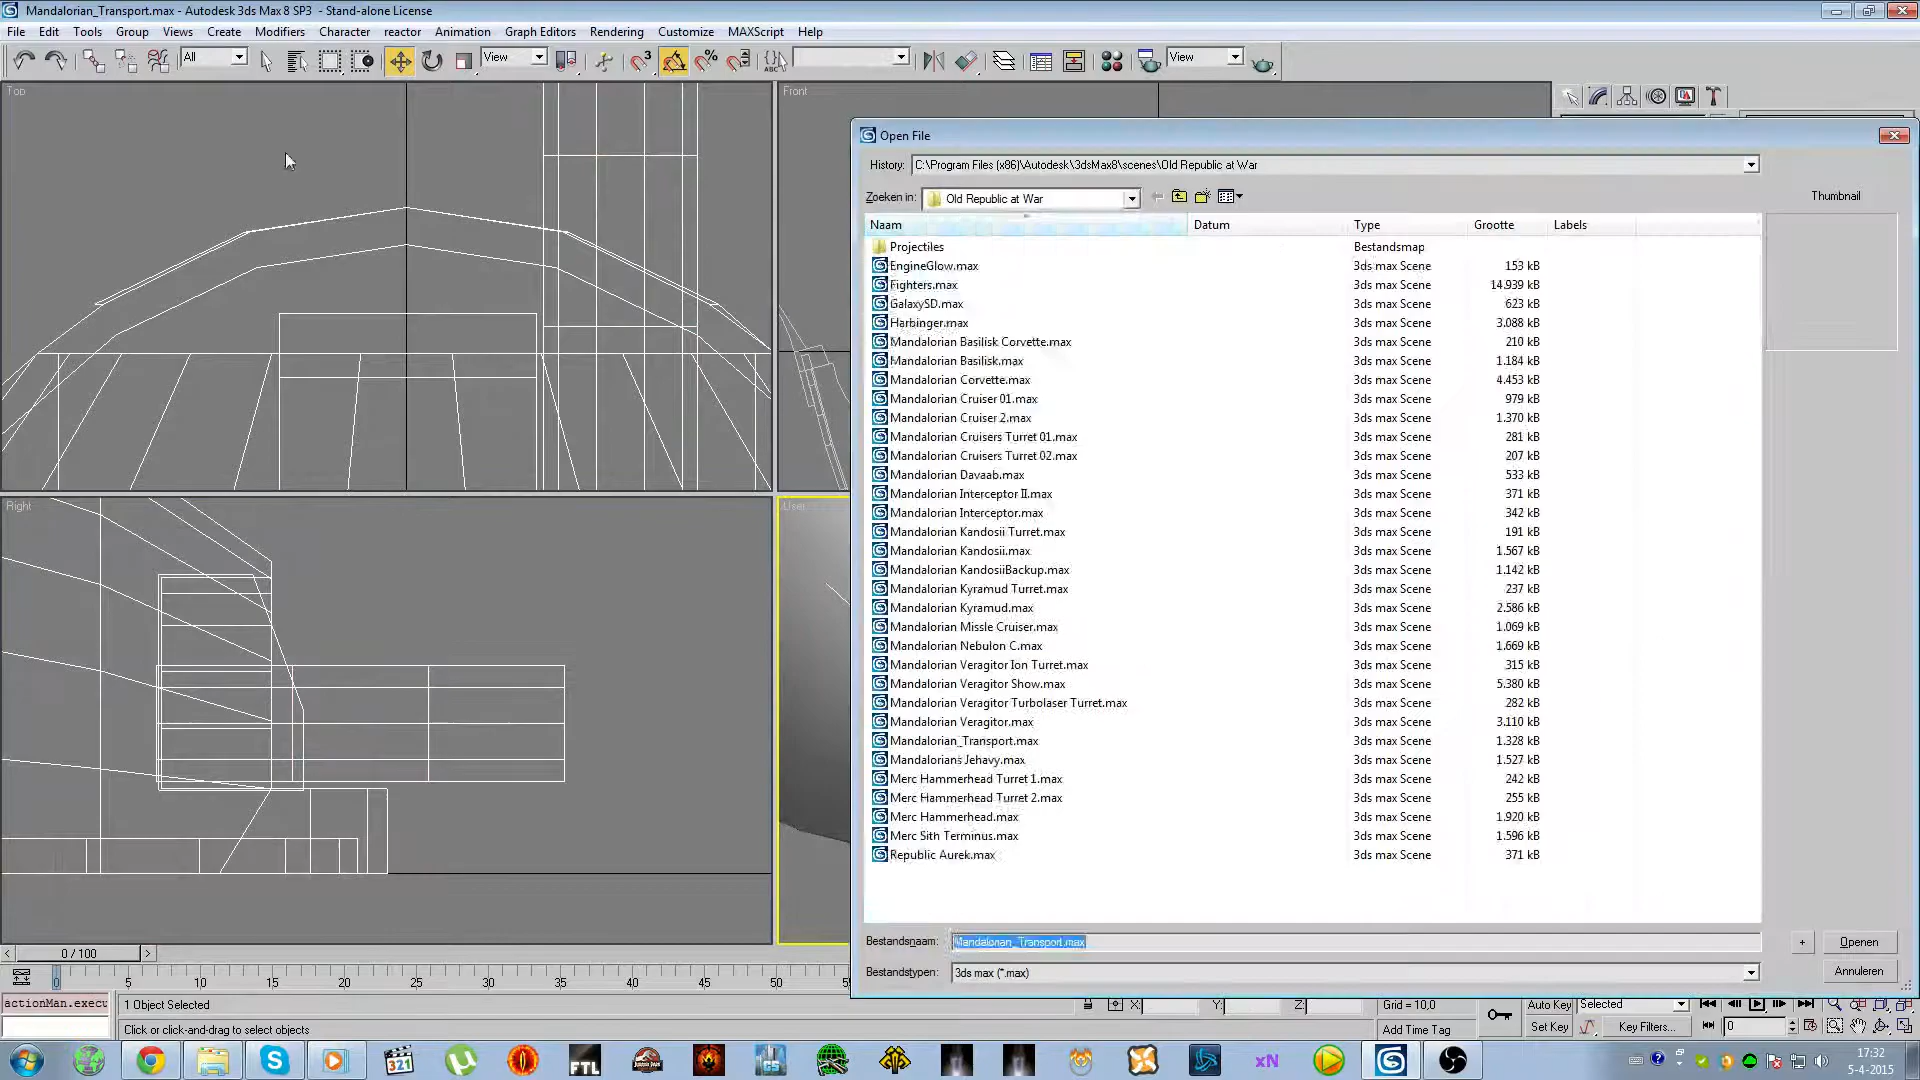 Mandalorian_Transport.max - Autodesk 3ds Max 8 SP3 - Stand-alone License
File Edit Tools Group Views Create Modifiers Character reactor Animation Graph Editors Rendering Customize MAXScript Help
All View View
Top
Front
Right
User
Open File
History: C:\Program Files (x86)\Autodesk\3dsMax8\scenes\Old Republic at War
Zoeken in: Old Republic at War
Thumbnail
Naam Datum Type Grootte Labels
Projectiles Bestandsmap
EngineGlow.max 3ds max Scene 153 kB
Fighters.max 3ds max Scene 14.939 kB
GalaxySD.max 3ds max Scene 623 kB
Harbinger.max 3ds max Scene 3.088 kB
Mandalorian Basilisk Corvette.max 3ds max Scene 210 kB
Mandalorian Basilisk.max 3ds max Scene 1.184 kB
Mandalorian Corvette.max 3ds max Scene 4.453 kB
Mandalorian Cruiser 01.max 3ds max Scene 979 kB
Mandalorian Cruiser 2.max 3ds max Scene 1.370 kB
Mandalorian Cruisers Turret 01.max 3ds max Scene 281 kB
Mandalorian Cruisers Turret 02.max 3ds max Scene 207 kB
Mandalorian Davaab.max 3ds max Scene 533 kB
Mandalorian Interceptor II.max 3ds max Scene 371 kB
Mandalorian Interceptor.max 3ds max Scene 342 kB
Mandalorian Kandosii Turret.max 3ds max Scene 191 kB
Mandalorian Kandosii.max 3ds max Scene 1.567 kB
Mandalorian KandosiiBackup.max 3ds max Scene 1.142 kB
Mandalorian Kyramud Turret.max 3ds max Scene 237 kB
Mandalorian Kyramud.max 3ds max Scene 2.586 kB
Mandalorian Missle Cruiser.max 3ds max Scene 1.069 kB
Mandalorian Nebulon C.max 3ds max Scene 1.669 kB
Mandalorian Veragitor Ion Turret.max 3ds max Scene 315 kB
Mandalorian Veragitor Show.max 3ds max Scene 5.380 kB
Mandalorian Veragitor Turbolaser Turret.max 3ds max Scene 282 kB
Mandalorian Veragitor.max 3ds max Scene 3.110 kB
Mandalorian_Transport.max 3ds max Scene 1.328 kB
Mandalorians Jehavy.max 3ds max Scene 1.527 kB
Merc Hammerhead Turret 1.max 3ds max Scene 242 kB
Merc Hammerhead Turret 2.max 3ds max Scene 255 kB
Merc Hammerhead.max 3ds max Scene 1.920 kB
Merc Sith Terminus.max 3ds max Scene 1.596 kB
Republic Aurek.max 3ds max Scene 371 kB
Bestandsnaam: Mandalorian_Transport.max + Openen
Bestandstypen: 3ds max (*.max) Annuleren
< 0 / 100 >
0 5 10 15 20 25 30 35 40 45 50
actionMan.execu 1 Object Selected X: Y: Z: Grid = 10,0 Auto Key Selected
Click or click-and-drag to select objects Add Time Tag Set Key Key Filters... 0
321 FTL xN 17:32
5-4-2015